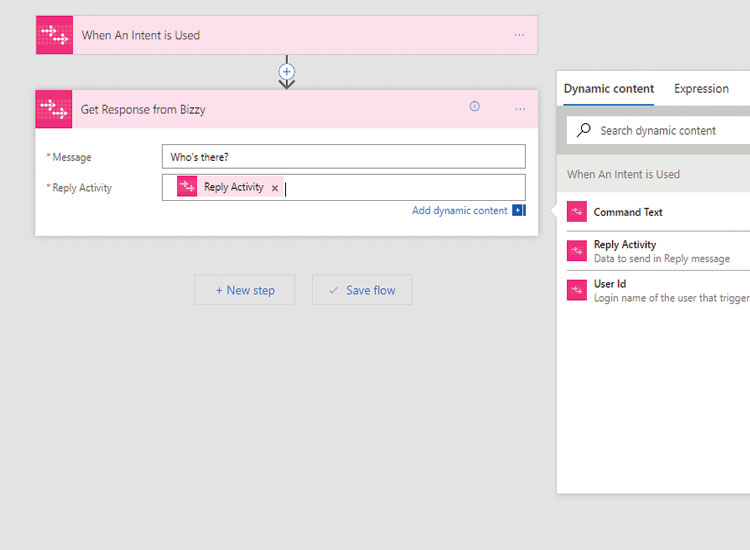 When An Intent is Used
...
Get Response from Bizzy
...
* Message
Who's there?
* Reply Activity
Reply Activity x
Add dynamic content +
+ New step
Save flow
Dynamic content
Expression
Search dynamic content
When An Intent is Used
Command Text
Reply Activity
Data to send in Reply message
User Id
Login name of the user that trigger